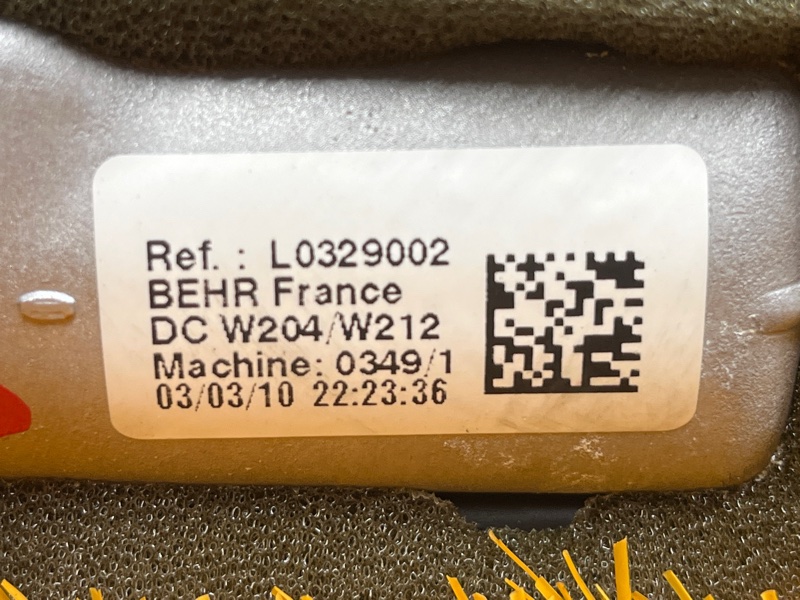 Ref. : L0329002
BEHR France
DC W204/W212
Machine: 0349/1
03/03/10 22:23:36